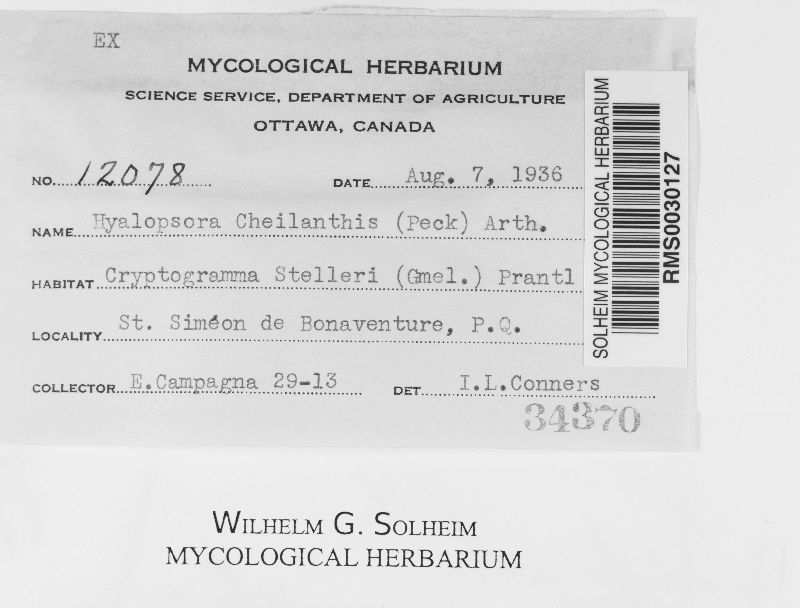 EX
MYCOLOGICAL HERBARIUM
SCIENCE SERVICE, DEPARTMENT OF AGRICULTURE
OTTAWA, CANADA
NO. 12078 DATE Aug. 7, 1936
NAME Hyalopsora Cheilanthis (Peck) Arth.
HABITAT Cryptogramma Stelleri (Gmel.) Prantl
LOCALITY St. Siméon de Bonaventure, P.Q.
COLLECTOR E.Campagna 29-13 DET. I.L.Conners
34370
SOLHEIM MYCOLOGICAL HERBARIUM
RMS0030127
WILHELM G. SOLHEIM
MYCOLOGICAL HERBARIUM